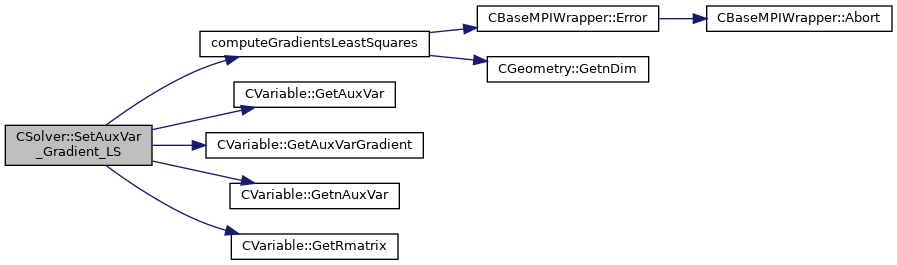 CSolver::SetAuxVar
_Gradient_LS
computeGradientsLeastSquares
CBaseMPIWrapper::Error
CBaseMPIWrapper::Abort
CGeometry::GetnDim
CVariable::GetAuxVar
CVariable::GetAuxVarGradient
CVariable::GetnAuxVar
CVariable::GetRmatrix